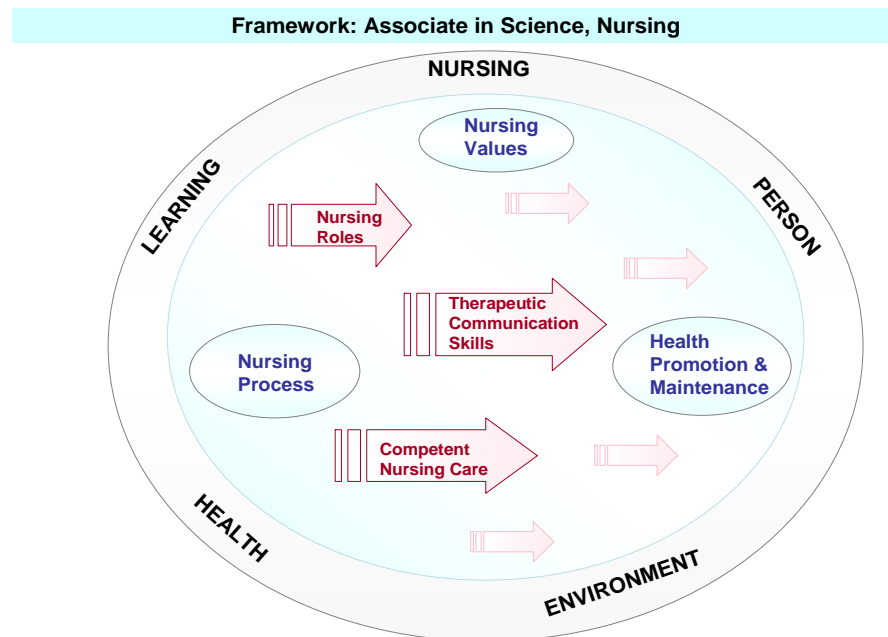 Framework: Associate in Science, Nursing
NURSING
Nursing
Values
LEARNING
PERSON
Nursing
Roles
Therapeutic
Communication
Skills
Health
Promotion &
Maintenance
Nursing
Process
Competent
Nursing Care
HEALTH
ENVIRONMENT